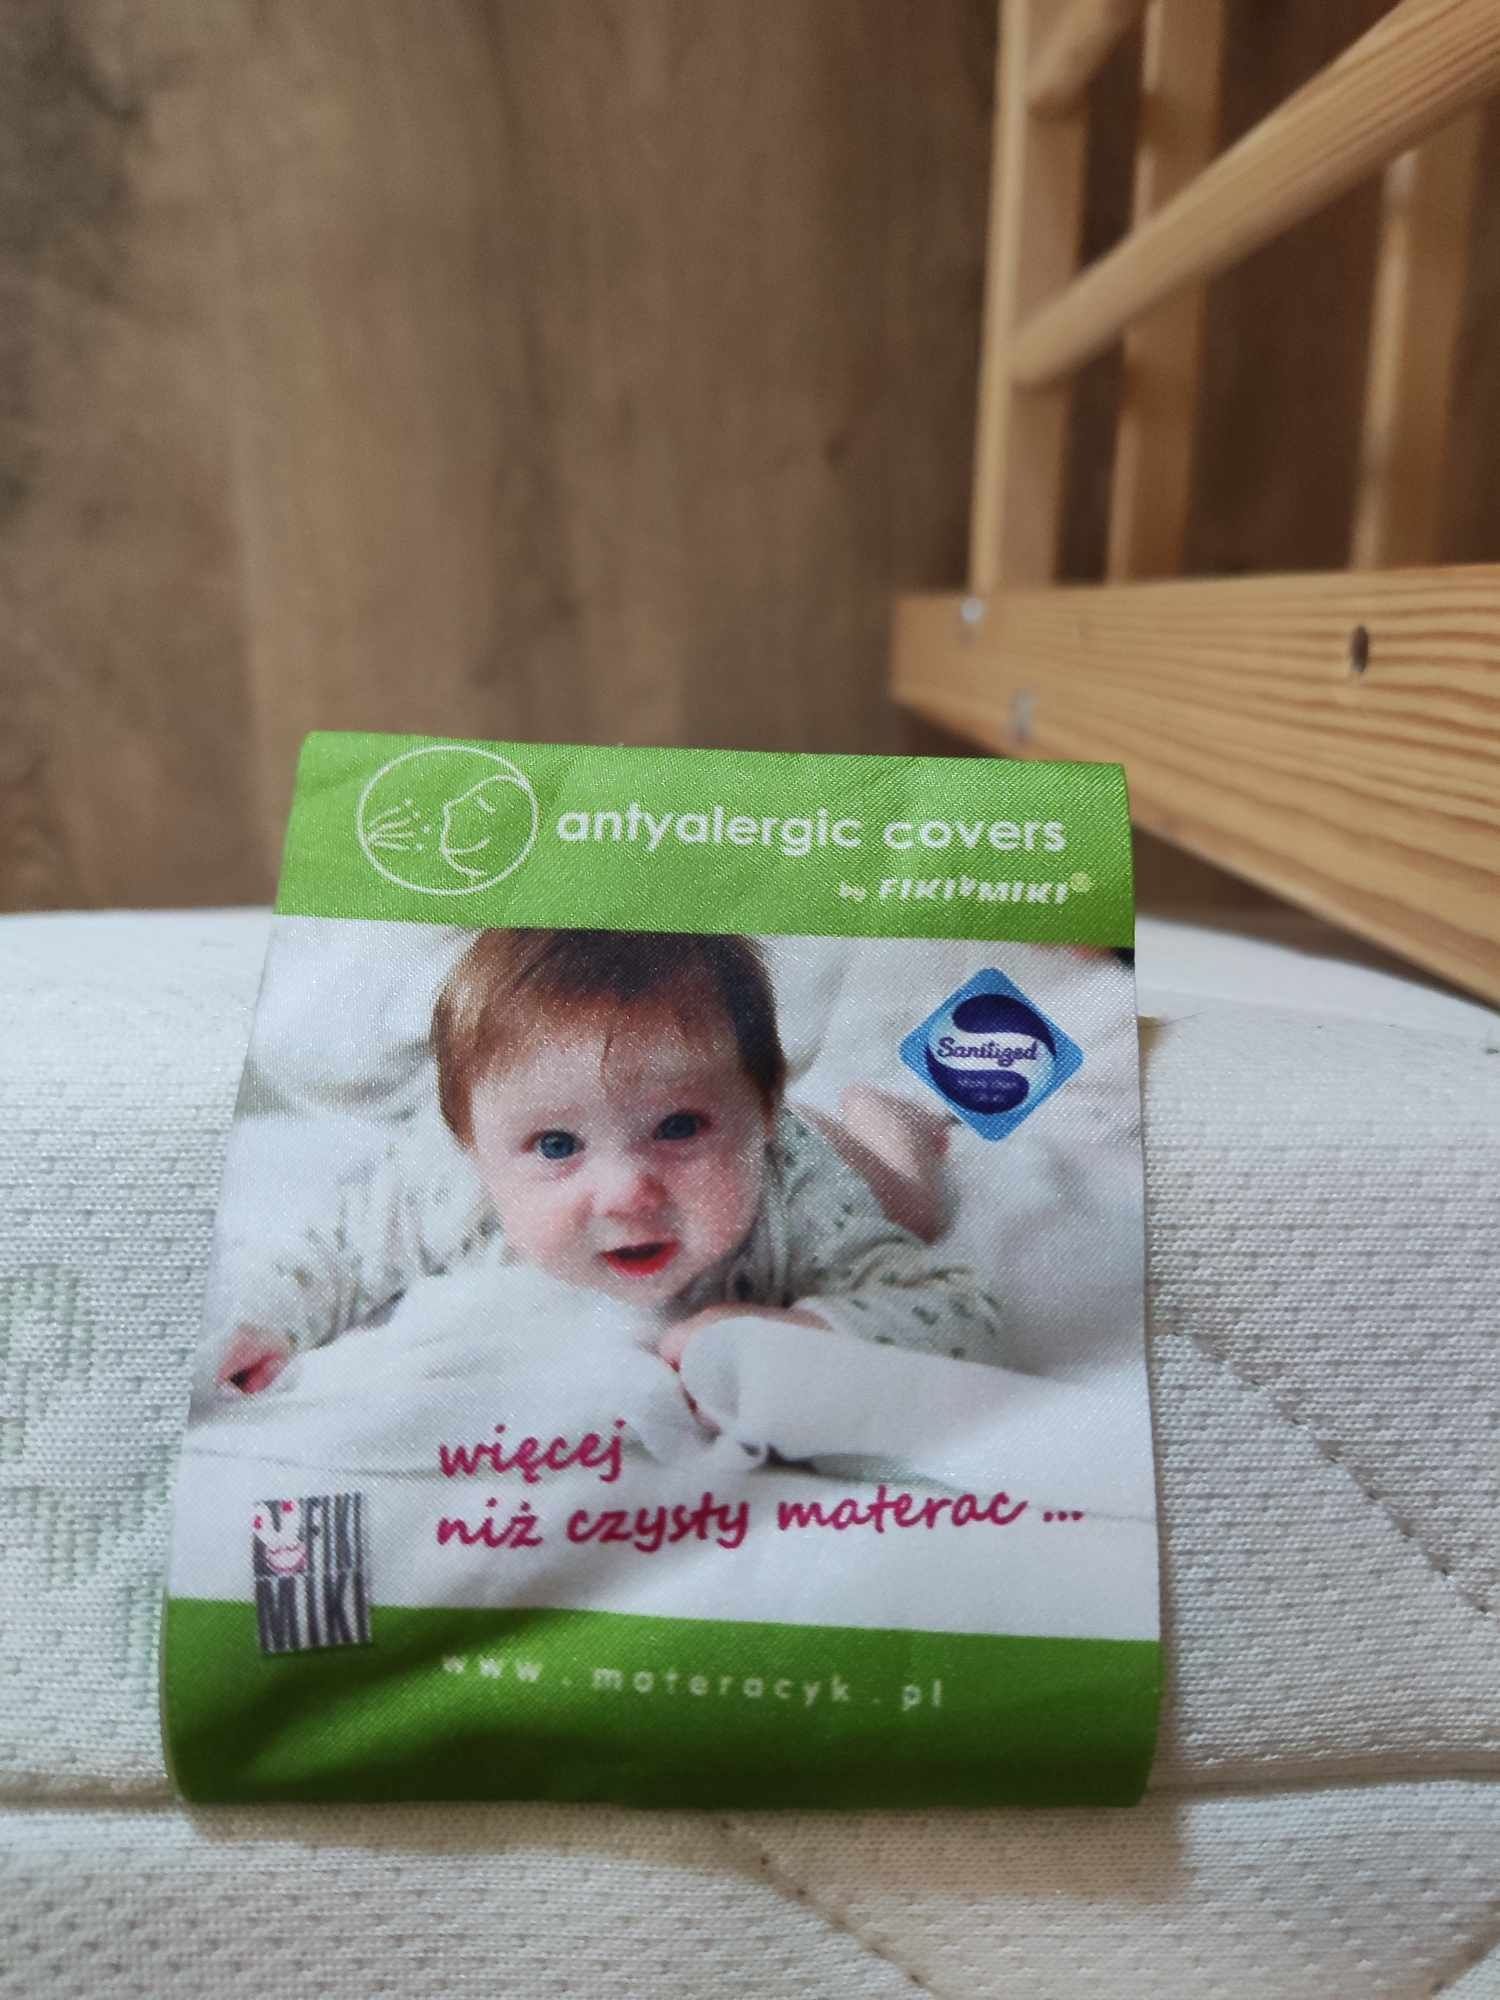 antyalergic covers
by FIKI MIKI
Sanitized
więcej
niż czysty materac ...
FIKI
MIKI
www.materacyk.pl